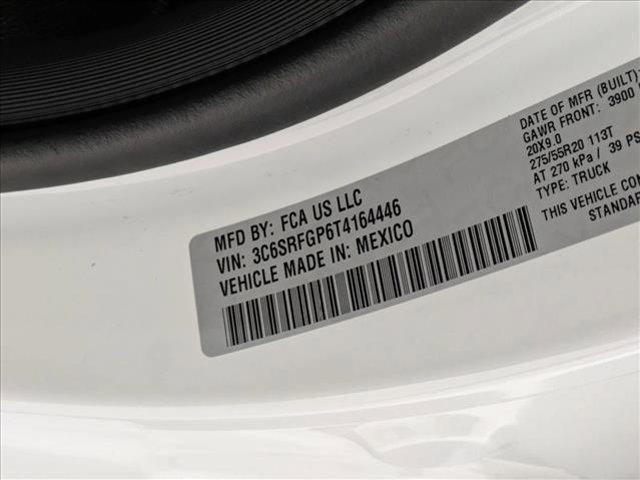 MFD BY: FCA US LLC
VIN: 3C6SRFGP6T4164446
VEHICLE MADE IN: MEXICO
DATE OF MFR (BUILT):
GAWR FRONT: 3900
20X9.0
275/55R20 113T
AT 270 kPa / 39 PS
TYPE: TRUCK
THIS VEHICLE CON
STANDAR